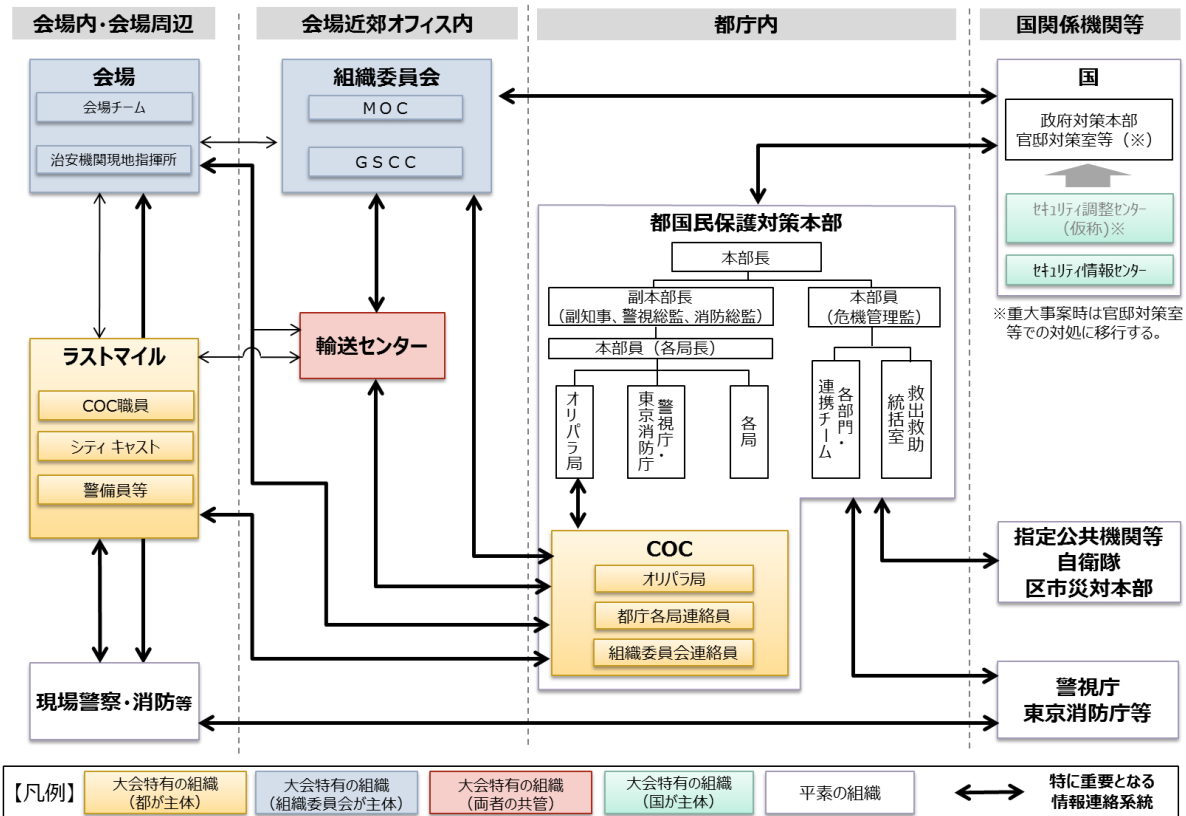 会場内・会場周辺
会場近郊オフィス内
都庁内
国関係機関等
会場
会場チーム
治安機関現地指揮所
組織委員会
ＭＯＣ
ＧＳＣＣ
国
政府対策本部
官邸対策室等（※）
セキュリティ調整センター
(仮称)※
セキュリティ情報センター
※重大事案時は官邸対策室
等での対処に移行する。
都国民保護対策本部
本部長
副本部長
（副知事、警視総監、消防総監）
本部員
（危機管理監）
本部員（各局長）
オリパラ局
警視庁・
東京消防庁
各局
各部門・
連携チーム
救出救助
統括室
輸送センター
ラストマイル
COC職員
シティ キャスト
警備員等
COC
オリパラ局
都庁各局連絡員
組織委員会連絡員
指定公共機関等
自衛隊
区市災対本部
現場警察・消防等
警視庁
東京消防庁等
【凡例】
大会特有の組織
（都が主体）
大会特有の組織
（組織委員会が主体）
大会特有の組織
（両者の共管）
大会特有の組織
（国が主体）
平素の組織
特に重要となる
情報連絡系統